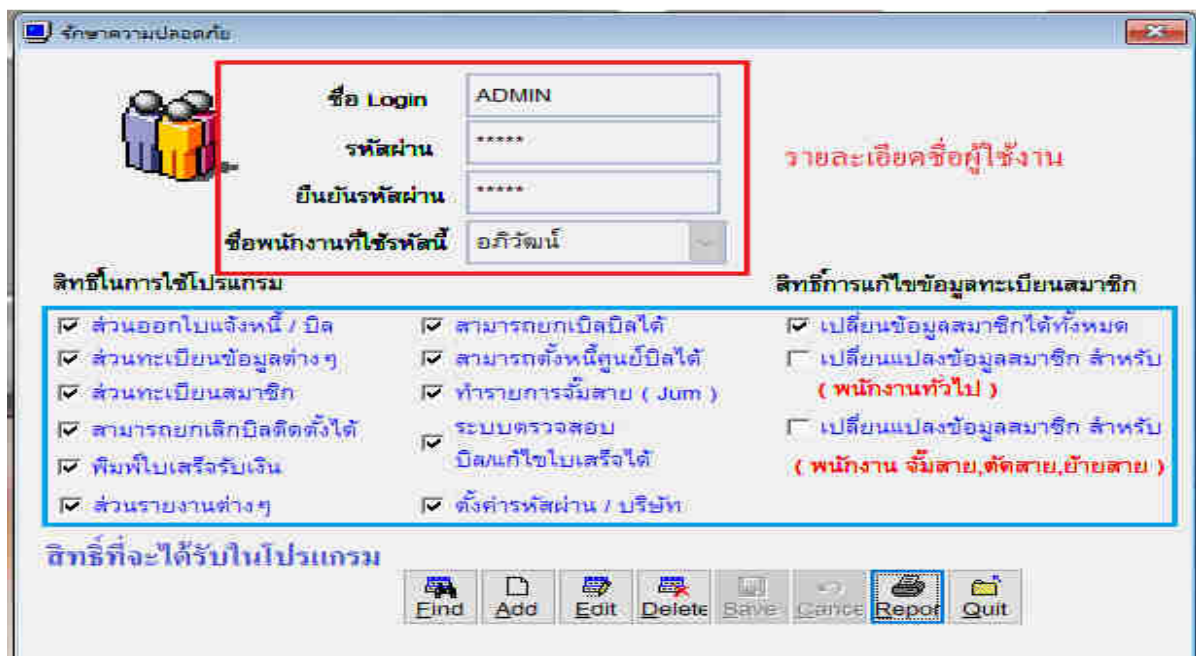 รักษาความปลอดภัย
ชื่อ Login ADMIN
รหัสผ่าน *****
ยืนยันรหัสผ่าน *****
ชื่อพนักงานที่ใช้รหัสนี้ อภิวัฒน์
รายละเอียดชื่อผู้ใช้งาน
สิทธิ์ในการใช้โปรแกรม
สิทธิ์การแก้ไขข้อมูลทะเบียนสมาชิก
ส่วนออกใบแจ้งหนี้ / บิล
สามารถยกเบิลบิลได้
เปลี่ยนข้อมูลสมาชิกได้ทั้งหมด
ส่วนทะเบียนข้อมูลต่างๆ
สามารถตั้งหนี้ศูนย์บิลได้
เปลี่ยนแปลงข้อมูลสมาชิก สำหรับ
( พนักงานทั่วไป )
ส่วนทะเบียนสมาชิก
ทำรายการจั๊มสาย ( Jum )
สามารถยกเลิกบิลติดตั้งได้
ระบบตรวจสอบ
บิล/แก้ไขใบเสร็จได้
เปลี่ยนแปลงข้อมูลสมาชิก สำหรับ
( พนักงาน จั๊มสาย,ตัดสาย,ย้ายสาย )
พิมพ์ใบเสร็จรับเงิน
ส่วนรายงานต่างๆ
ตั้งค่ารหัสผ่าน / บริษัท
สิทธิ์ที่จะได้รับในโปรแกรม
Find Add Edit Delete Save Cance Repor Quit